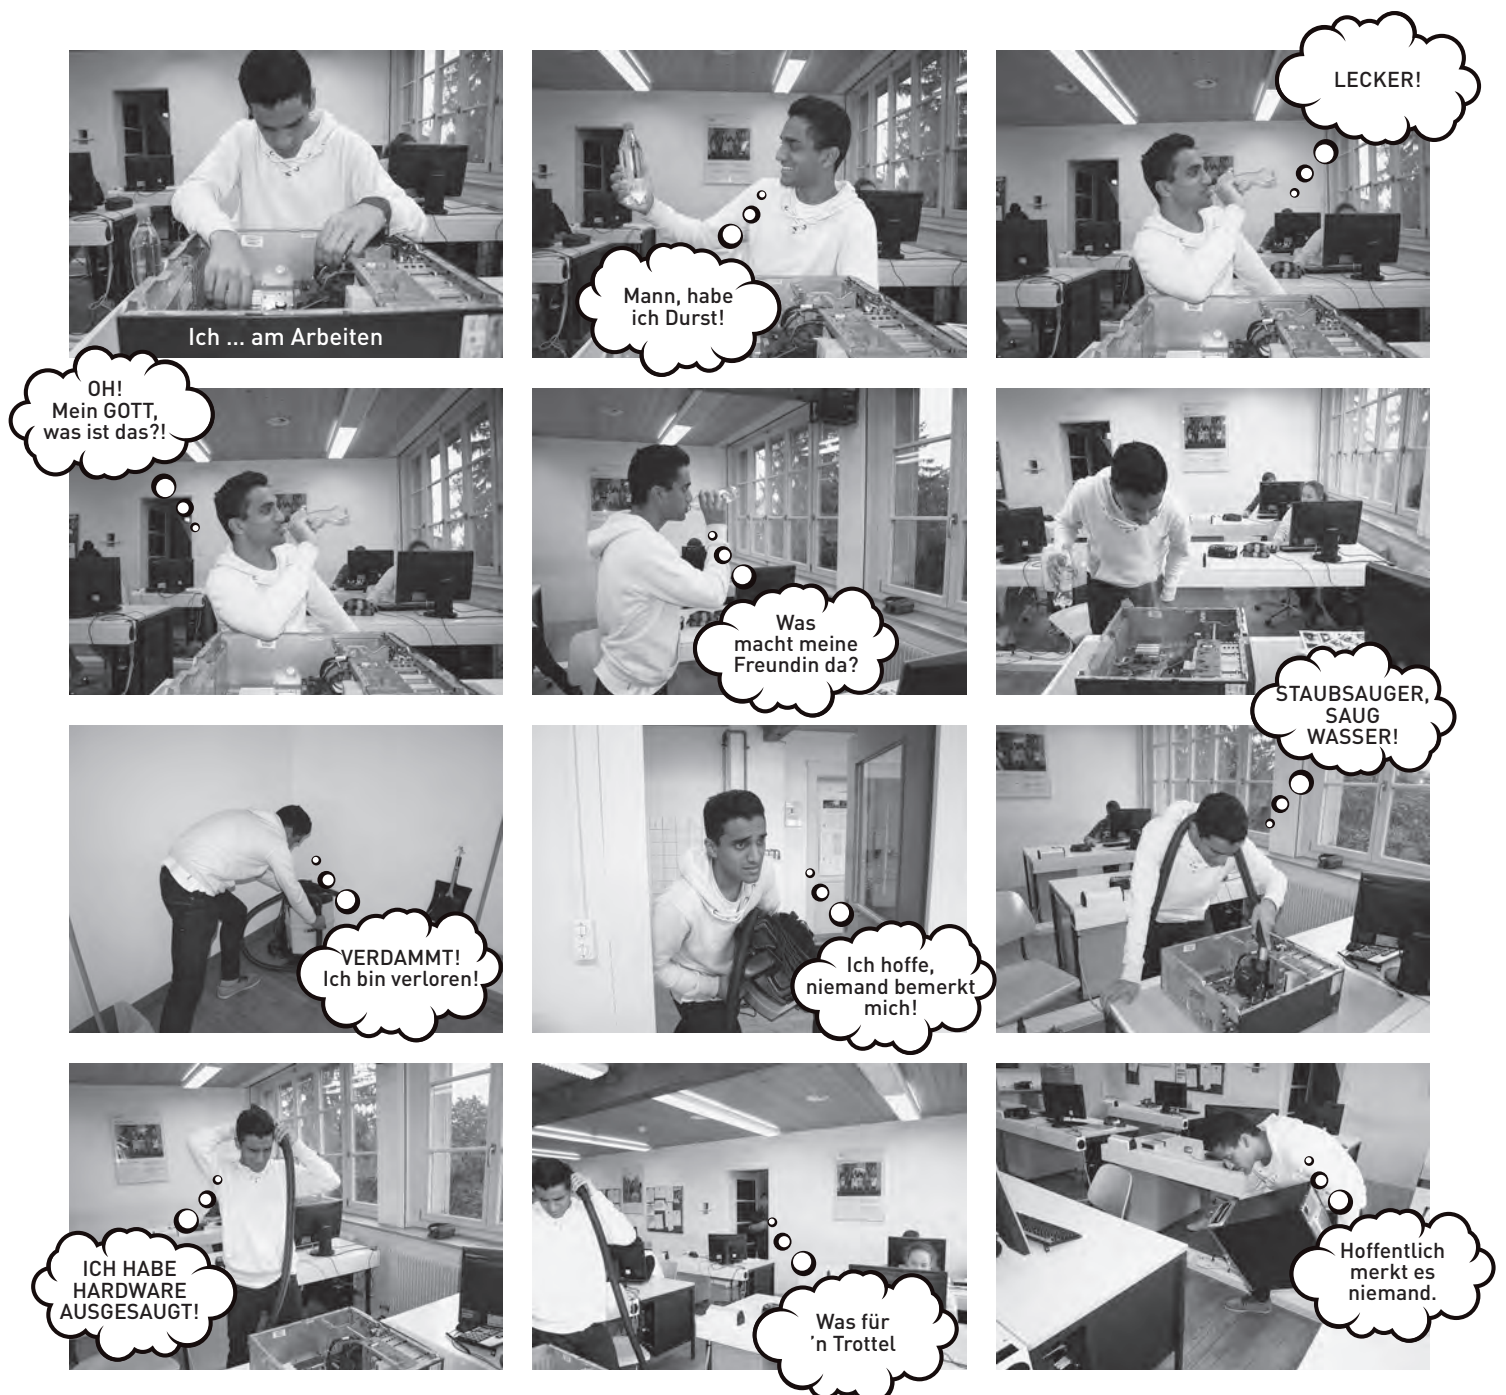 Ich ... am Arbeiten
Mann, habe
ich Durst!
LECKER!
OH!
Mein GOTT,
was ist das?!
Was
macht meine
Freundin da?
STAUBSAUGER,
SAUG
WASSER!
VERDAMMT!
Ich bin verloren!
Ich hoffe,
niemand bemerkt
mich!
ICH HABE
HARDWARE
AUSGESAUGT!
Was für
'n Trottel
Hoffentlich
merkt es
niemand.